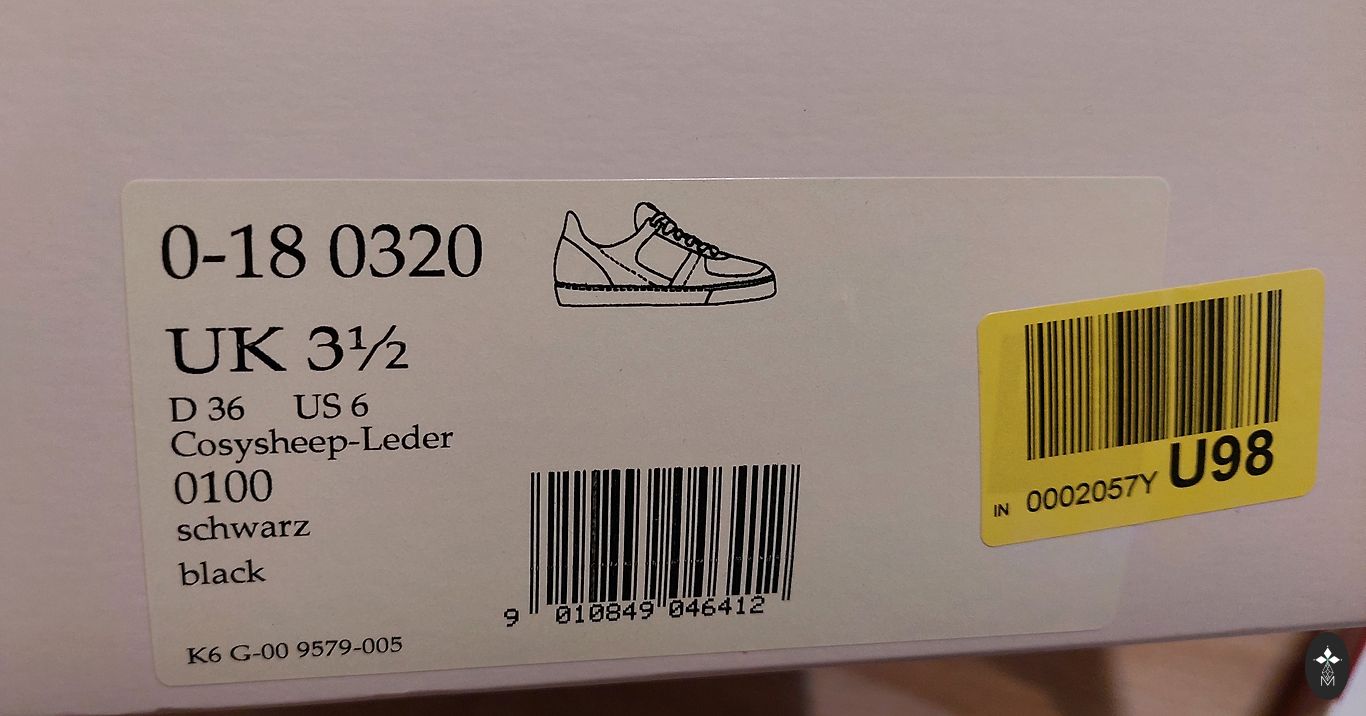 0-18 0320
UK 3½
D 36 US 6
Cosysheep-Leder
0100
schwarz
black
K6 G-00 9579-005
9 010849 046412
IN 0002057Y U98
M